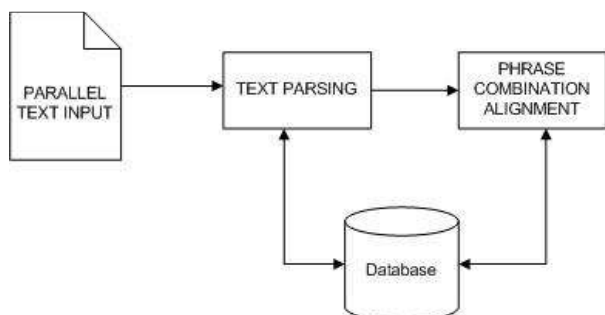 PARALLEL
TEXT INPUT
TEXT PARSING
PHRASE
COMBINATION
ALIGNMENT
Database